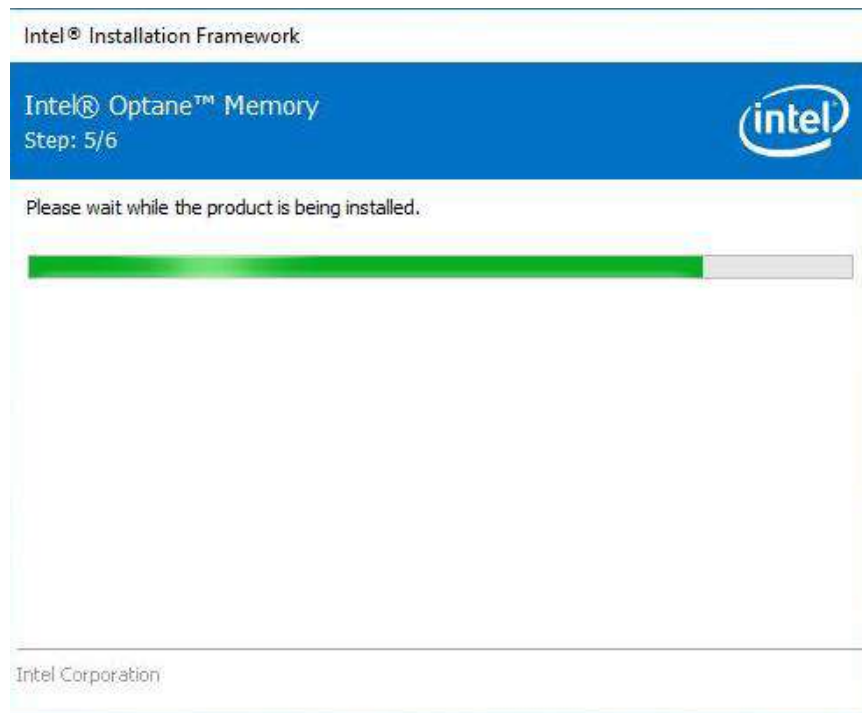 Intel® Installation Framework
Intel® Optane™ Memory
Step: 5/6
intel
Please wait while the product is being installed.
Intel Corporation